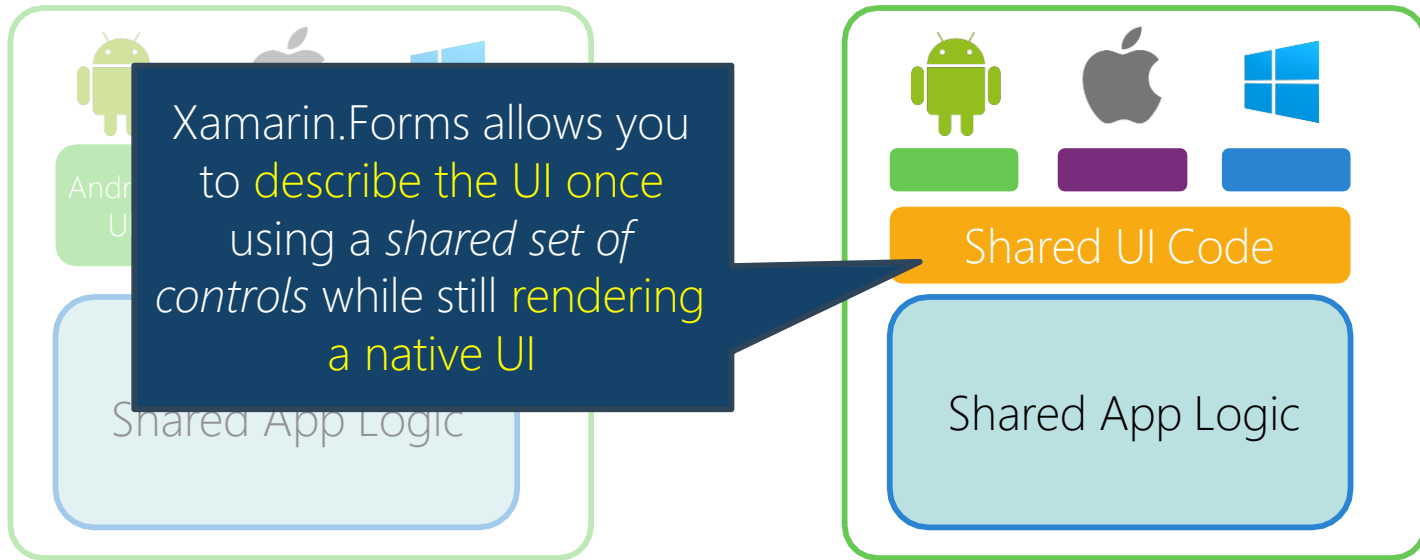 Xamarin.Forms allows you
to describe the UI once
using a shared set of
controls while still rendering
a native UI
Shared App Logic
Shared UI Code
Shared App Logic